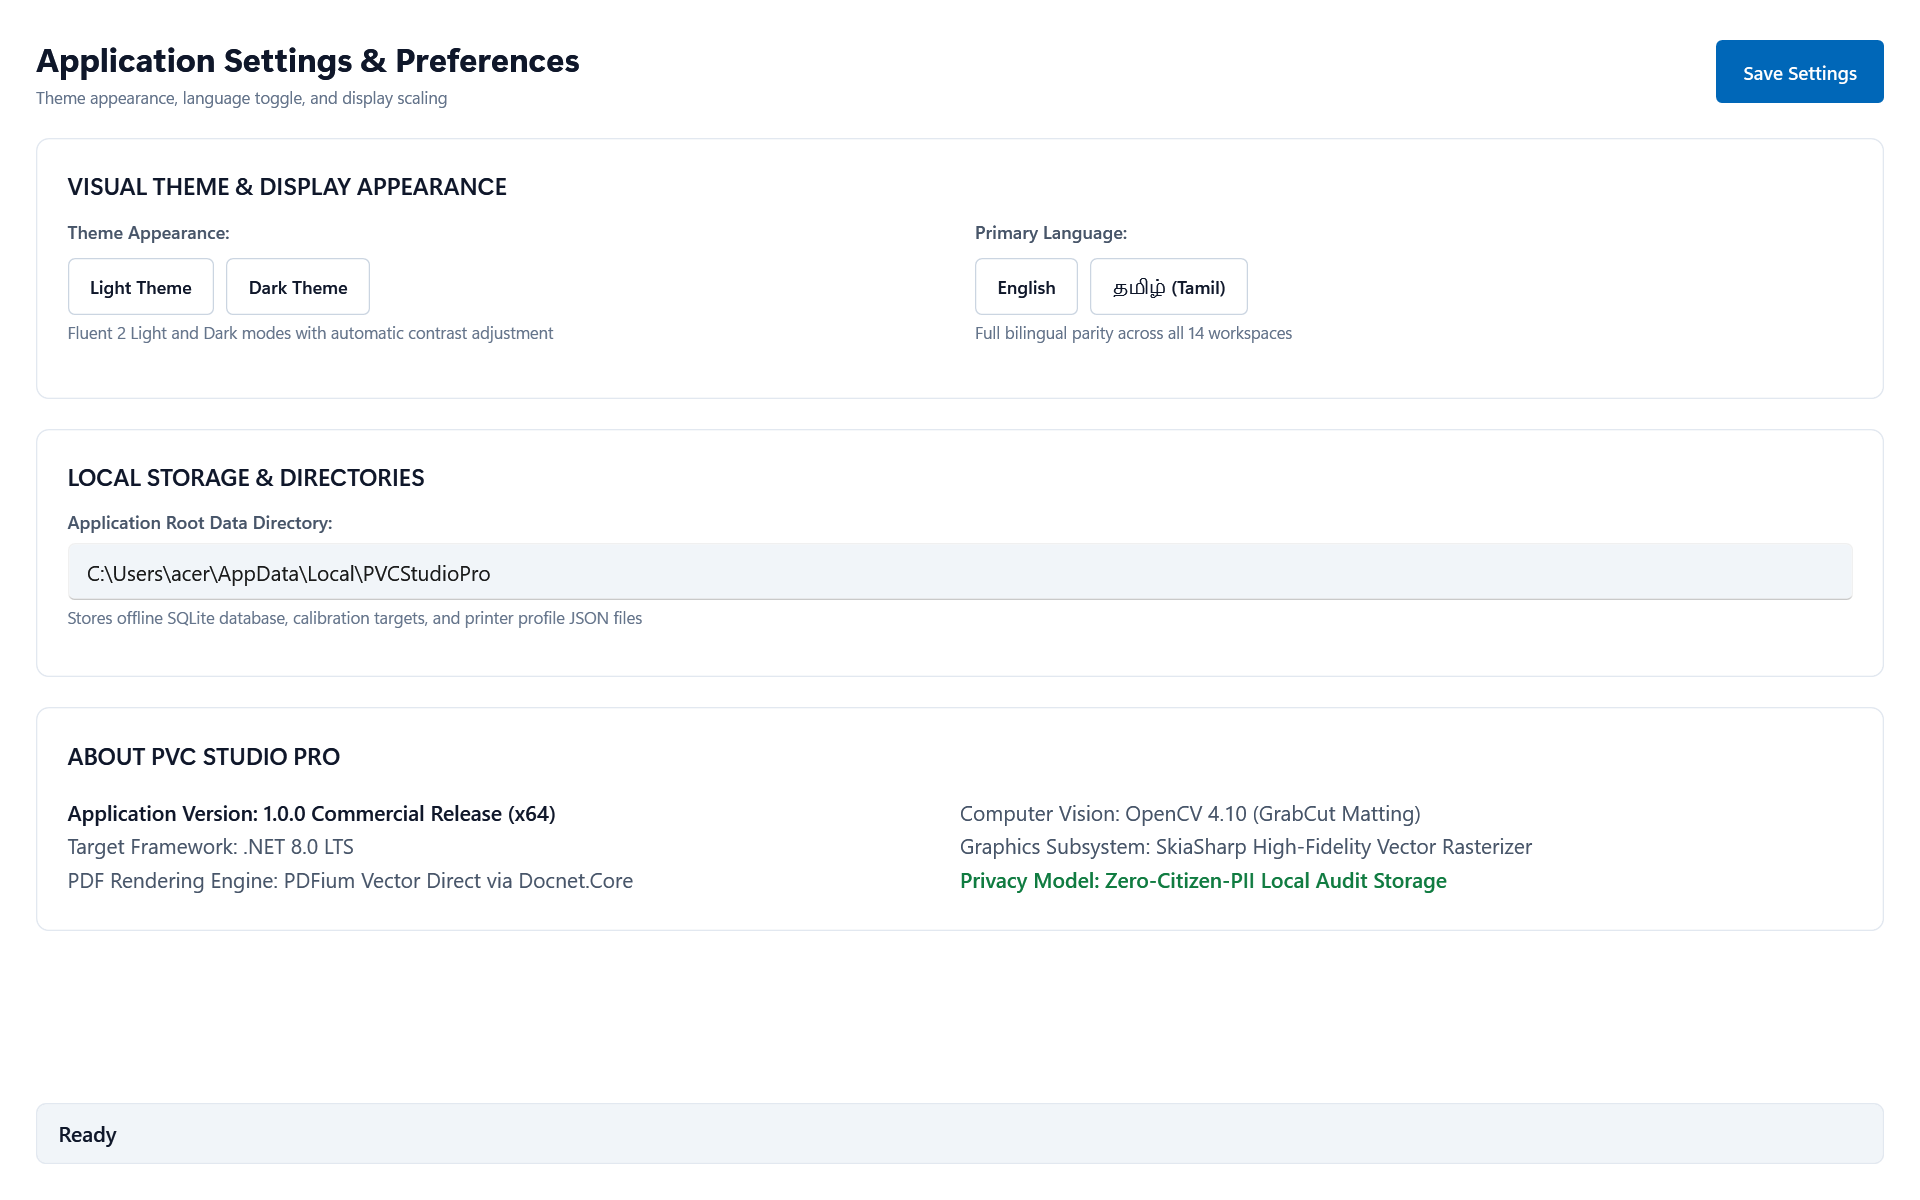 Application Settings & Preferences
Theme appearance, language toggle, and display scaling
Save Settings
VISUAL THEME & DISPLAY APPEARANCE
Theme Appearance:
Light Theme
Dark Theme
Fluent 2 Light and Dark modes with automatic contrast adjustment
Primary Language:
English
தமிழ் (Tamil)
Full bilingual parity across all 14 workspaces
LOCAL STORAGE & DIRECTORIES
Application Root Data Directory:
C:\Users\acer\AppData\Local\PVCStudioPro
Stores offline SQLite database, calibration targets, and printer profile JSON files
ABOUT PVC STUDIO PRO
Application Version: 1.0.0 Commercial Release (x64)
Target Framework: .NET 8.0 LTS
PDF Rendering Engine: PDFium Vector Direct via Docnet.Core
Computer Vision: OpenCV 4.10 (GrabCut Matting)
Graphics Subsystem: SkiaSharp High-Fidelity Vector Rasterizer
Privacy Model: Zero-Citizen-PII Local Audit Storage
Ready